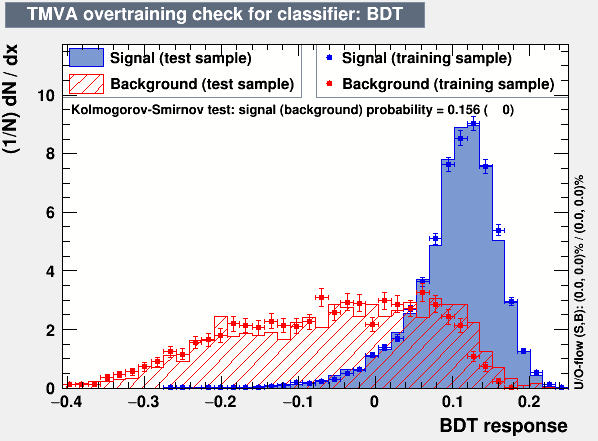 TMVA overtraining check for classifier: BDT
(1/N) dN / dx
Signal (test sample)
Background (test sample)
Signal (training sample)
Background (training sample)
Kolmogorov-Smirnov test: signal (background) probability = 0.156 ( 0)
10
8
6
4
2
0
−0.4 −0.3 −0.2 −0.1 0 0.1 0.2
BDT response
U/O-flow (S,B): (0.0, 0.0)% / (0.0, 0.0)%